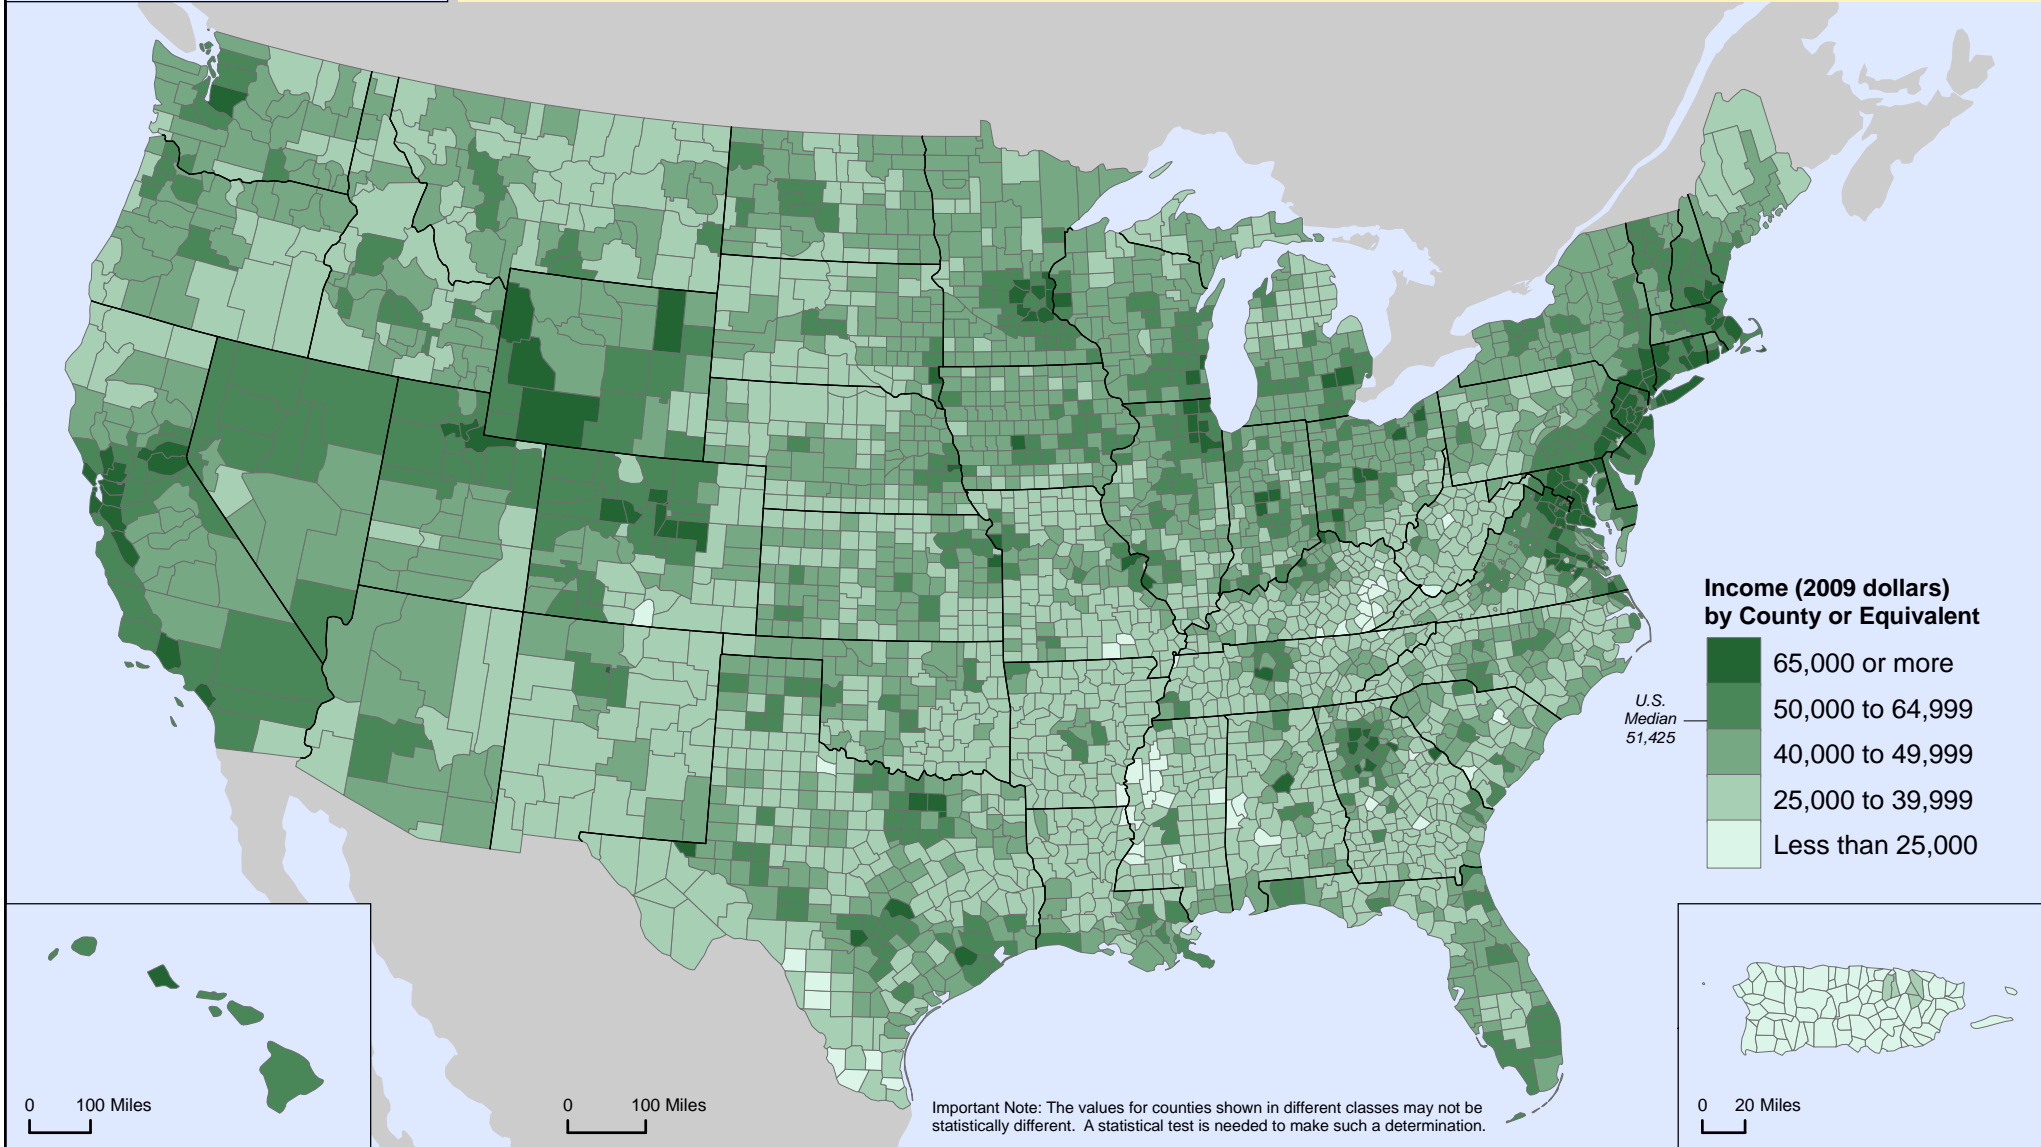 Income (2009 dollars)
by County or Equivalent
65,000 or more
50,000 to 64,999
40,000 to 49,999
25,000 to 39,999
Less than 25,000
U.S.
Median
51,425
0 100 Miles
0 100 Miles
Important Note: The values for counties shown in different classes may not be
statistically different. A statistical test is needed to make such a determination.
0 20 Miles